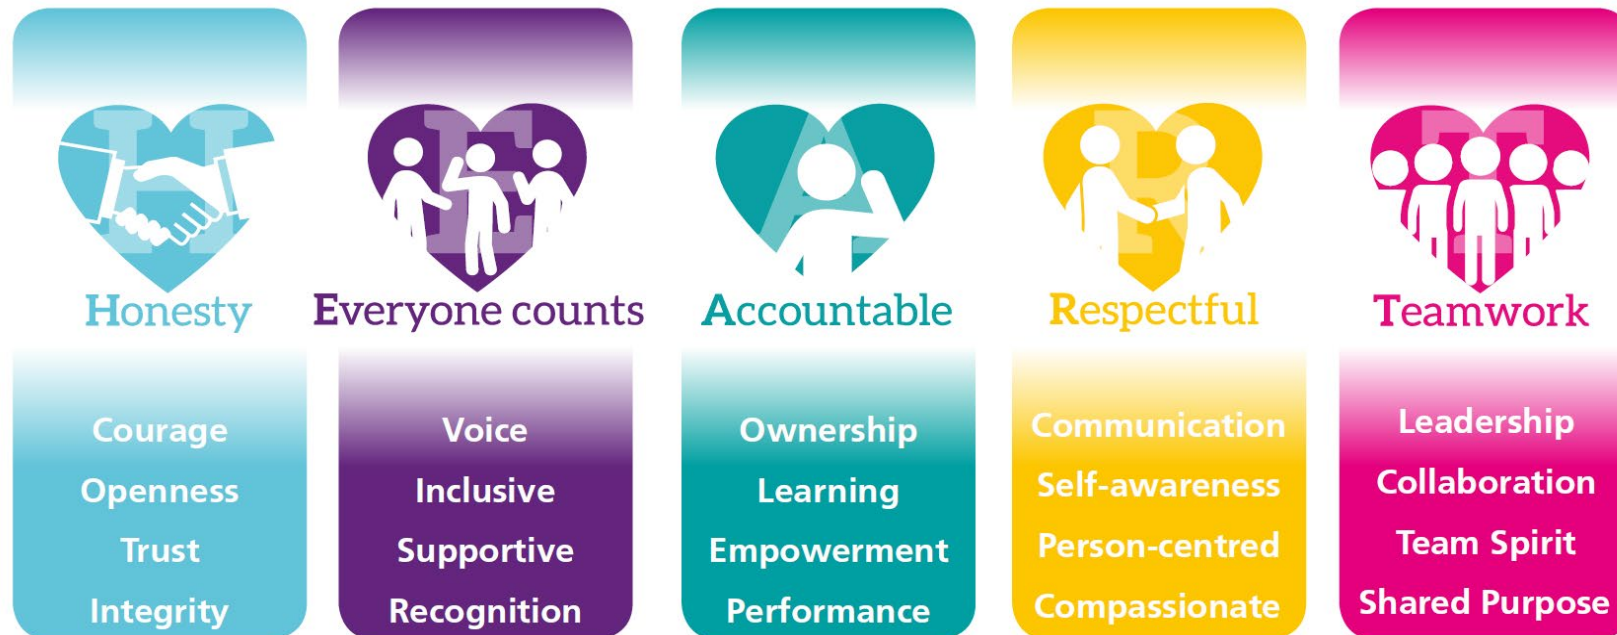 H
Honesty
Courage
Openness
Trust
Integrity
E
Everyone counts
Voice
Inclusive
Supportive
Recognition
A
Accountable
Ownership
Learning
Empowerment
Performance
R
Respectful
Communication
Self-awareness
Person-centred
Compassionate
T
Teamwork
Leadership
Collaboration
Team Spirit
Shared Purpose